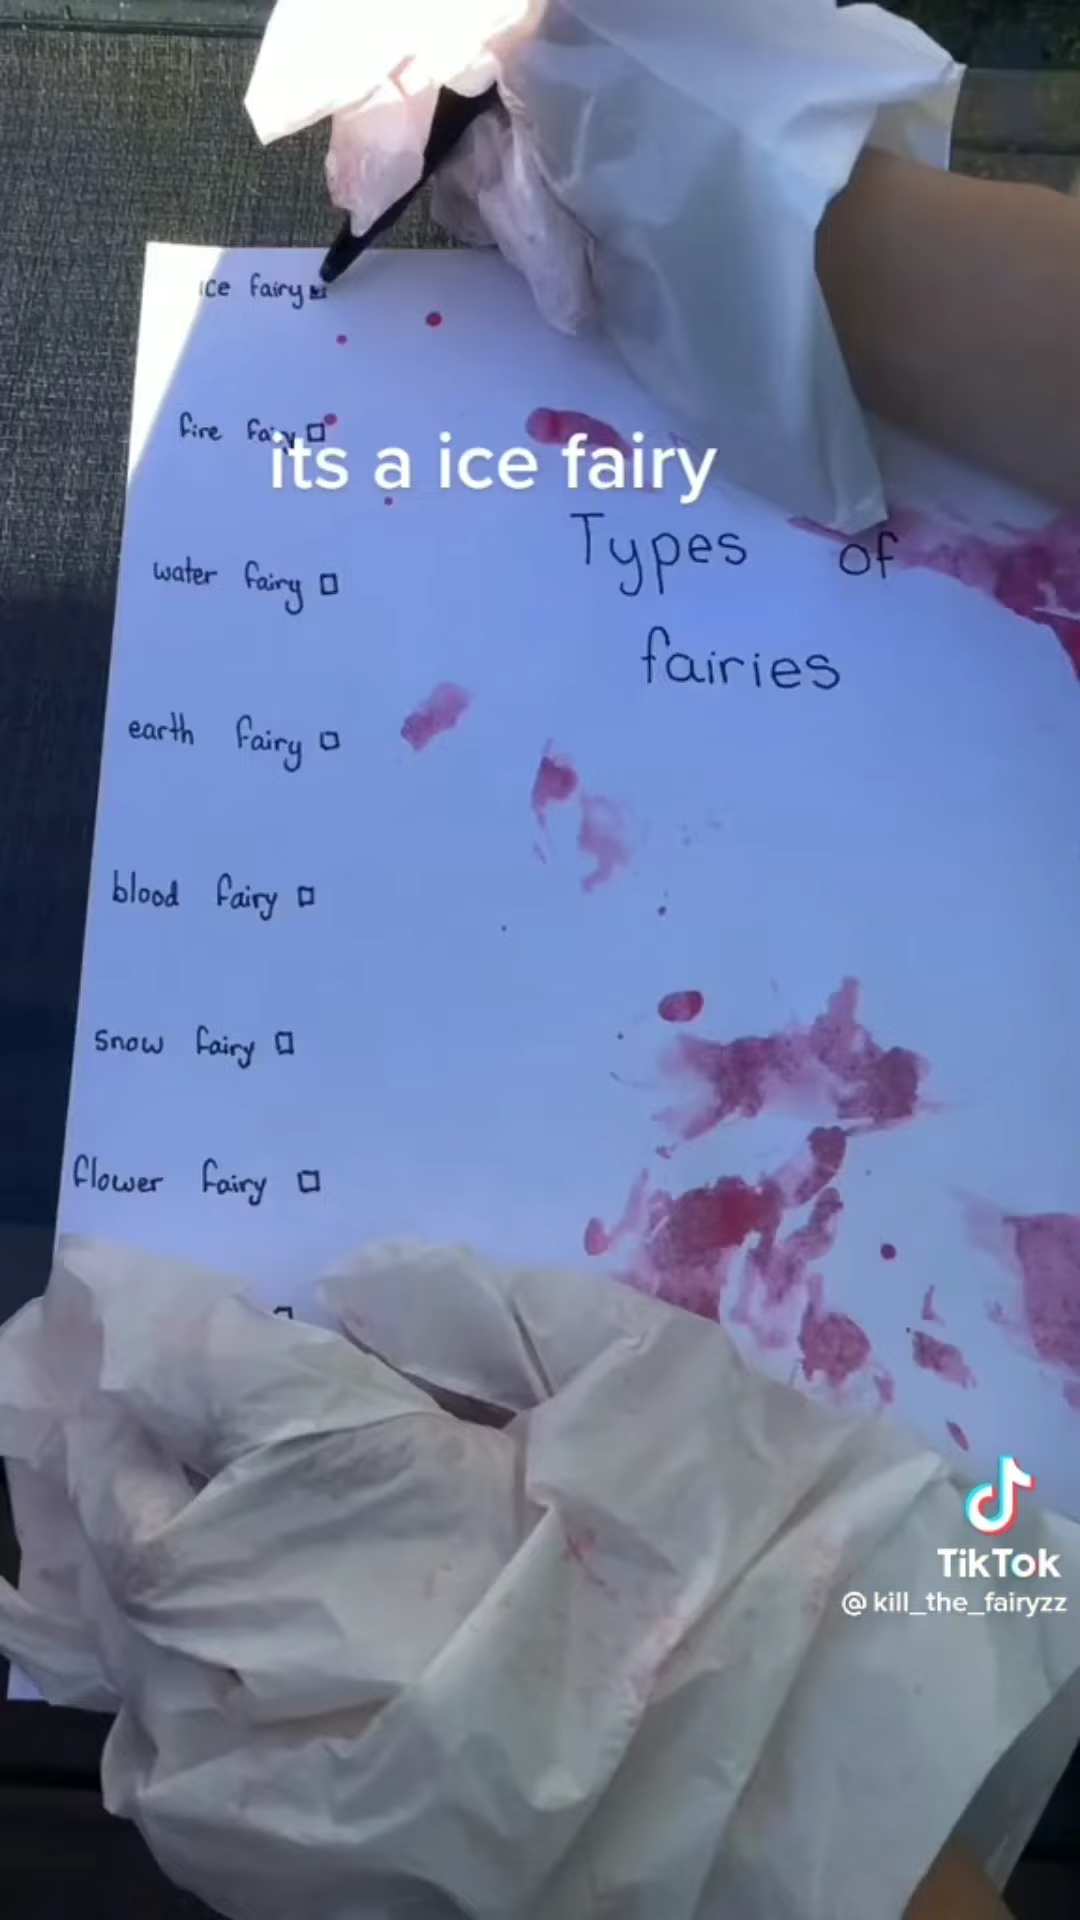 ice fairy
fire fairy
its a ice fairy
Types of
fairies
water fairy
earth fairy
blood fairy
snow fairy
flower fairy
TikTok
@kill_the_fairyzz